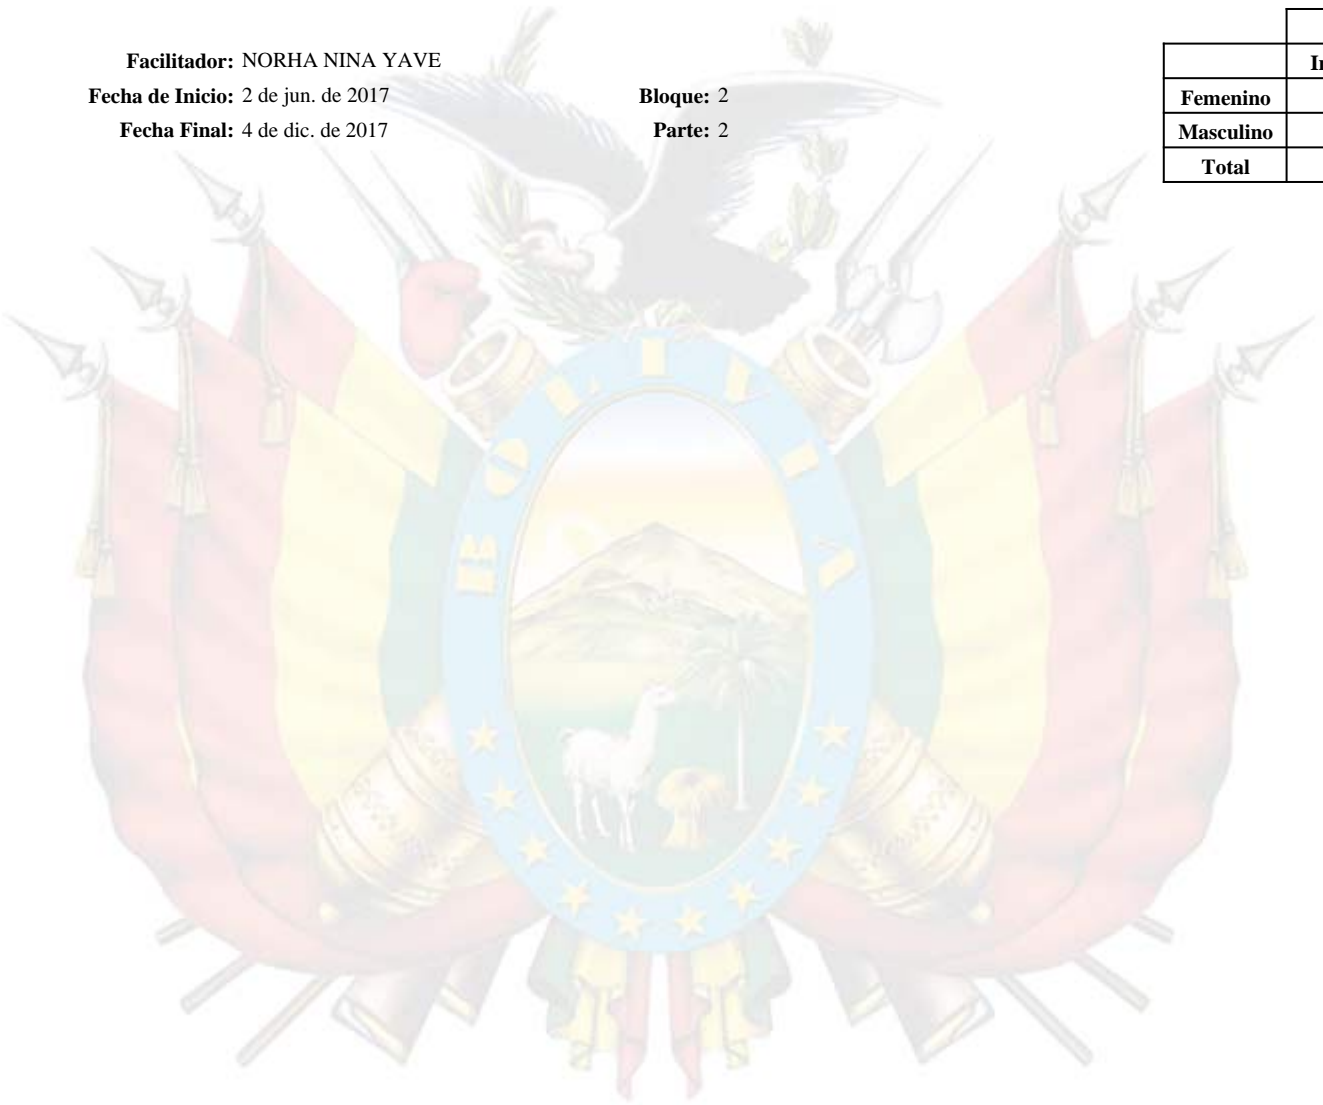 Facilitador: NORHA NINA YAVE
Fecha de Inicio: 2 de jun. de 2017 Bloque: 2
Fecha Final: 4 de dic. de 2017 Parte: 2
Femenino
Masculino
Total
BOLIVIA